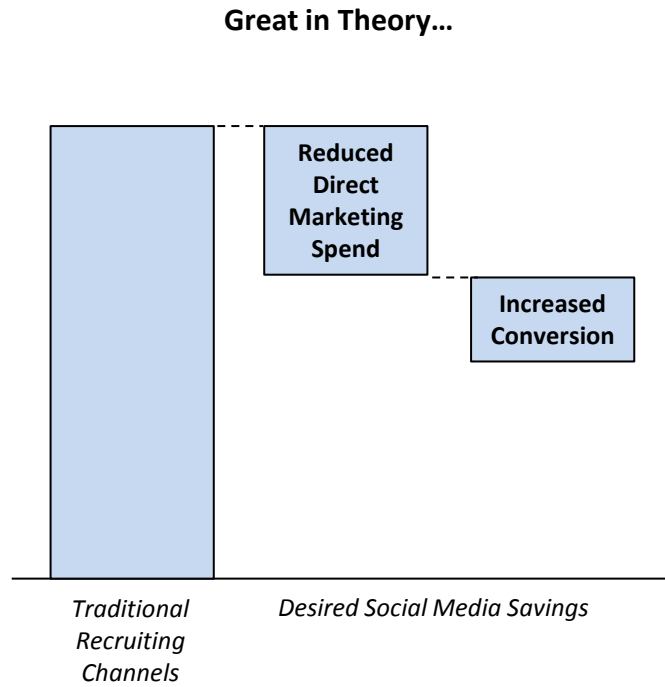 Great in Theory…
Reduced
Direct
Marketing
Spend
Increased
Conversion
Traditional
Recruiting
Channels
Desired Social Media Savings